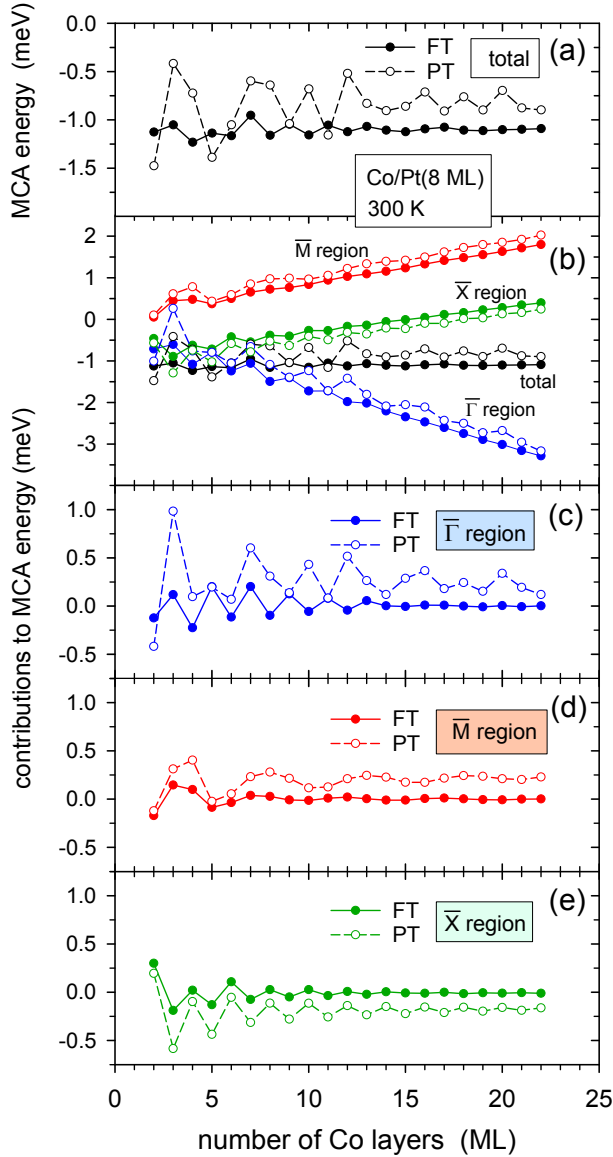 MCA energy (meV)
0.0
-0.5
-1.0
-1.5
FT
PT
total
(a)
Co/Pt(8 ML)
300 K
contributions to MCA energy (meV)
2
1
0
-1
-2
-3
(b)
M̅ region
X̅ region
total
Γ̅ region
1.0
0.5
0.0
-0.5
FT
PT
Γ̅ region
(c)
1.0
0.5
0.0
-0.5
FT
PT
M̅ region
(d)
1.0
0.5
0.0
-0.5
FT
PT
X̅ region
(e)
0 5 10 15 20 25
number of Co layers (ML)